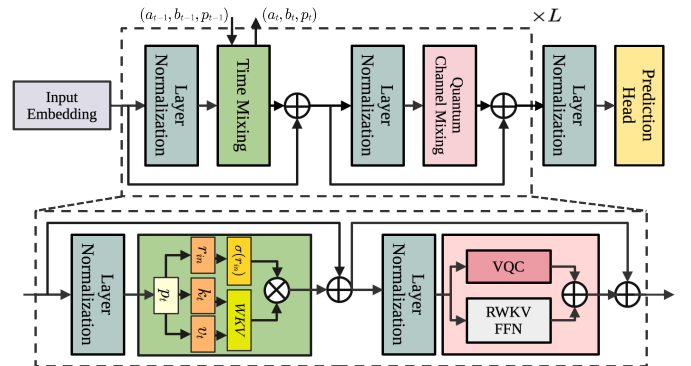 (a_{t-1}, b_{t-1}, p_{t-1})
(a_t, b_t, p_t)
×L
Input
Embedding
Layer
Normalization
Time Mixing
Layer
Normalization
Quantum
Channel Mixing
Layer
Normalization
Prediction
Head
Layer
Normalization
p_t
r_{in}
σ(r_{in})
k_t
WKV
v_t
Layer
Normalization
VQC
RWKV
FFN